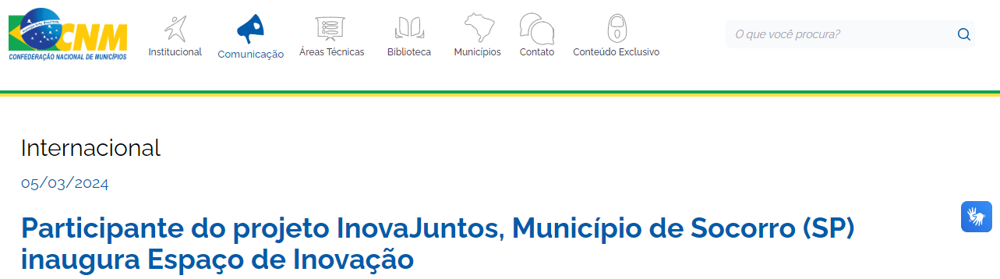 CNM
CONFEDERAÇÃO NACIONAL DE MUNICÍPIOS
Institucional
Comunicação
Áreas Técnicas
Biblioteca
Municípios
Contato
Conteúdo Exclusivo
O que você procura?
Internacional
05/03/2024
Participante do projeto InovaJuntos, Município de Socorro (SP)
inaugura Espaço de Inovação